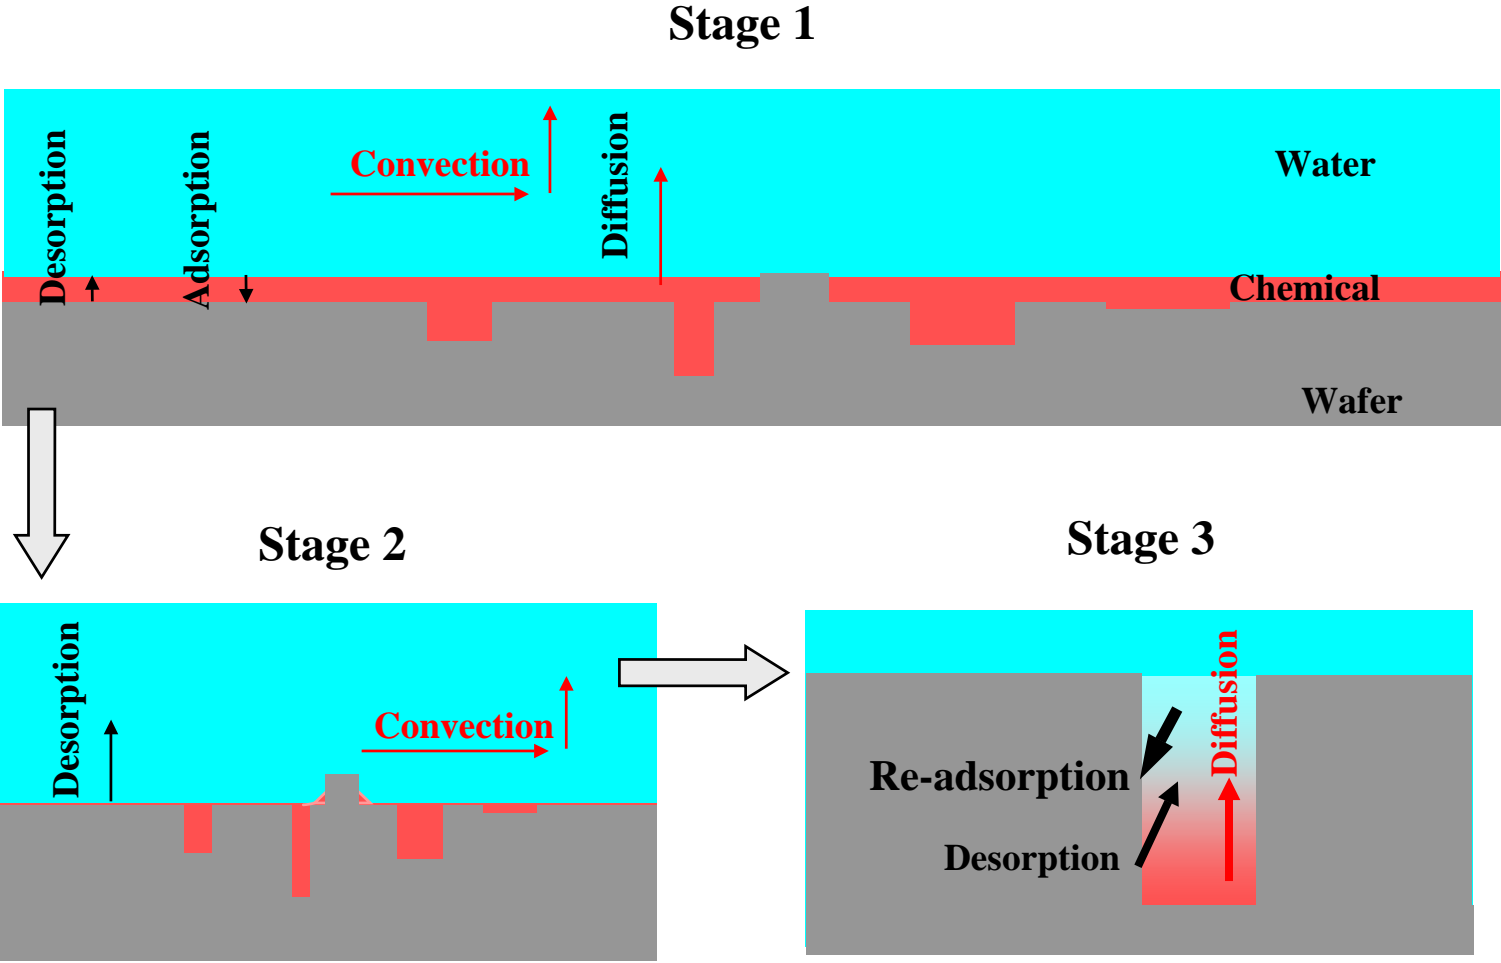 Stage 1
Desorption
Adsorption
Convection
Diffusion
Water
Chemical
Wafer
Stage 2
Desorption
Convection
Stage 3
Diffusion
Re-adsorption
Desorption